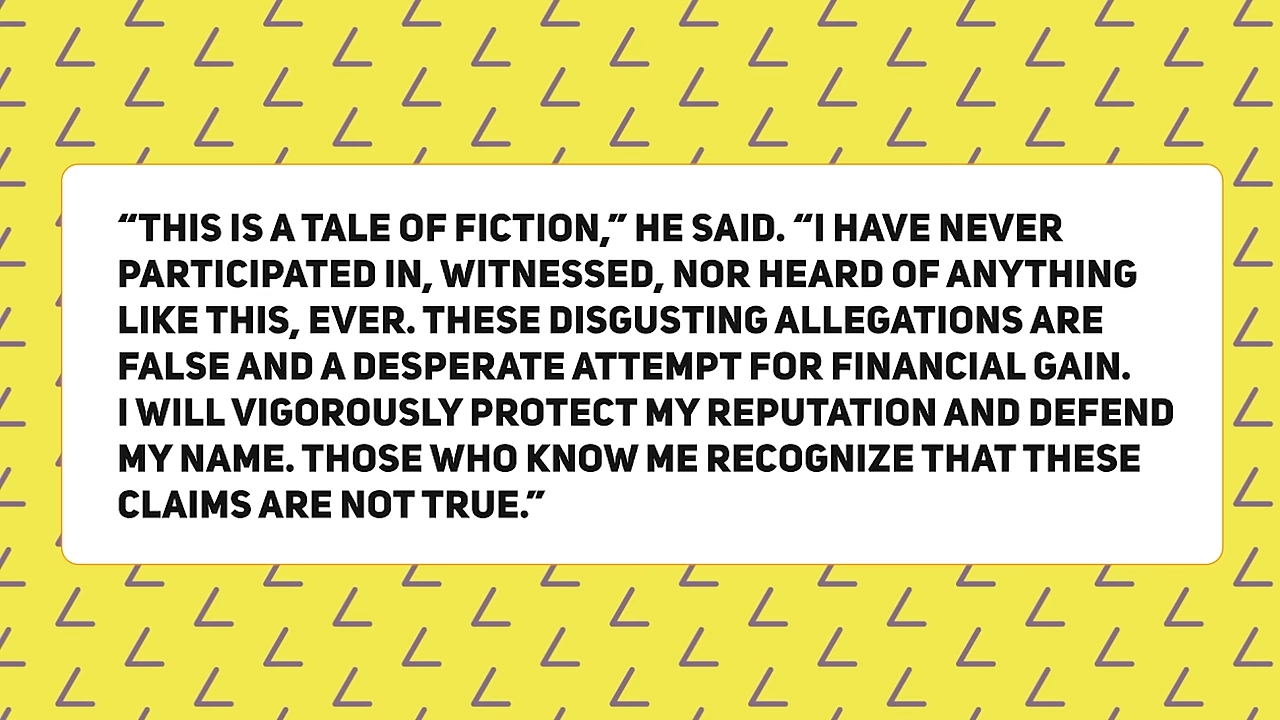 “THIS IS A TALE OF FICTION,” HE SAID. “I HAVE NEVER
PARTICIPATED IN, WITNESSED, NOR HEARD OF ANYTHING
LIKE THIS, EVER. THESE DISGUSTING ALLEGATIONS ARE
FALSE AND A DESPERATE ATTEMPT FOR FINANCIAL GAIN.
I WILL VIGOROUSLY PROTECT MY REPUTATION AND DEFEND
MY NAME. THOSE WHO KNOW ME RECOGNIZE THAT THESE
CLAIMS ARE NOT TRUE.”